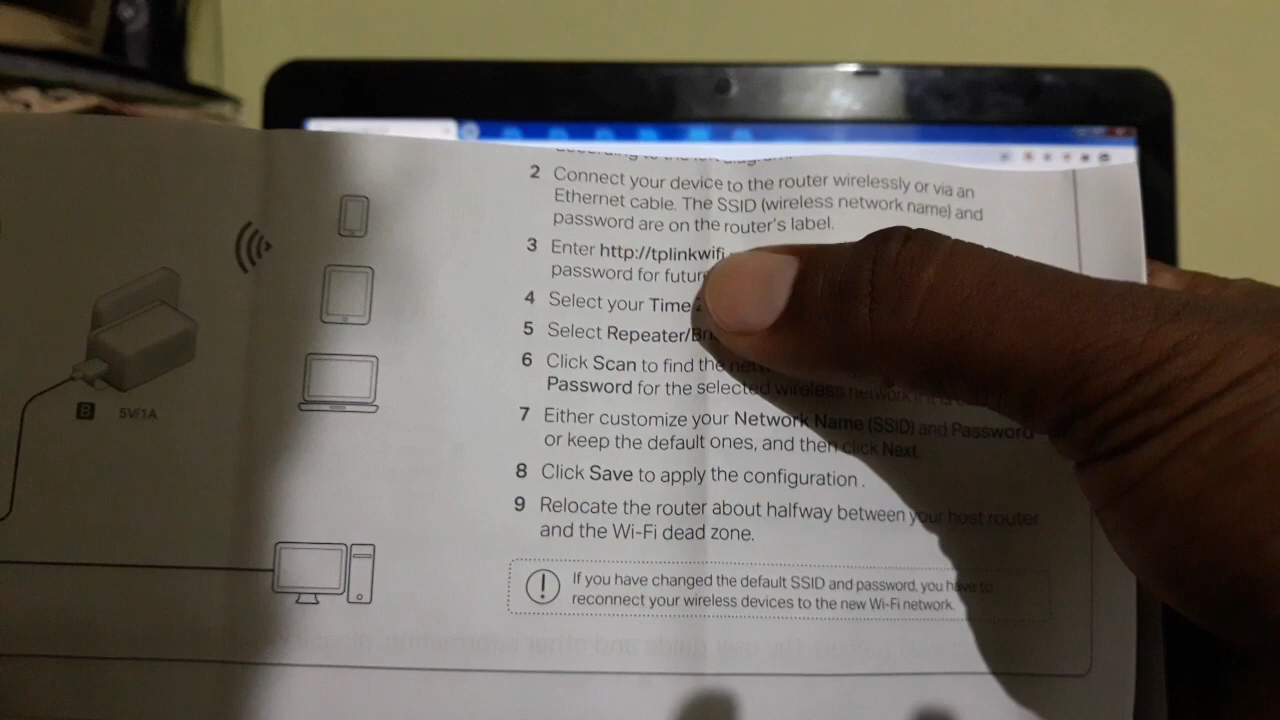 2 Connect your device to the router wirelessly or via an
Ethernet cable. The SSID (wireless network name) and
password are on the router's label.
3 Enter http://tplinkwifi
password for
4 Select your Time
5 Select Repeater/
6 Click Scan to find the
Password for the selected wireless network if it is
7 Either customize your Network Name (SSID) and Password
or keep the default ones, and then click Next.
8 Click Save to apply the configuration.
9 Relocate the router about halfway between your host router
and the Wi-Fi dead zone.
If you have changed the default SSID and password, you have to
reconnect your wireless devices to the new Wi-Fi network.
B 5V/1A